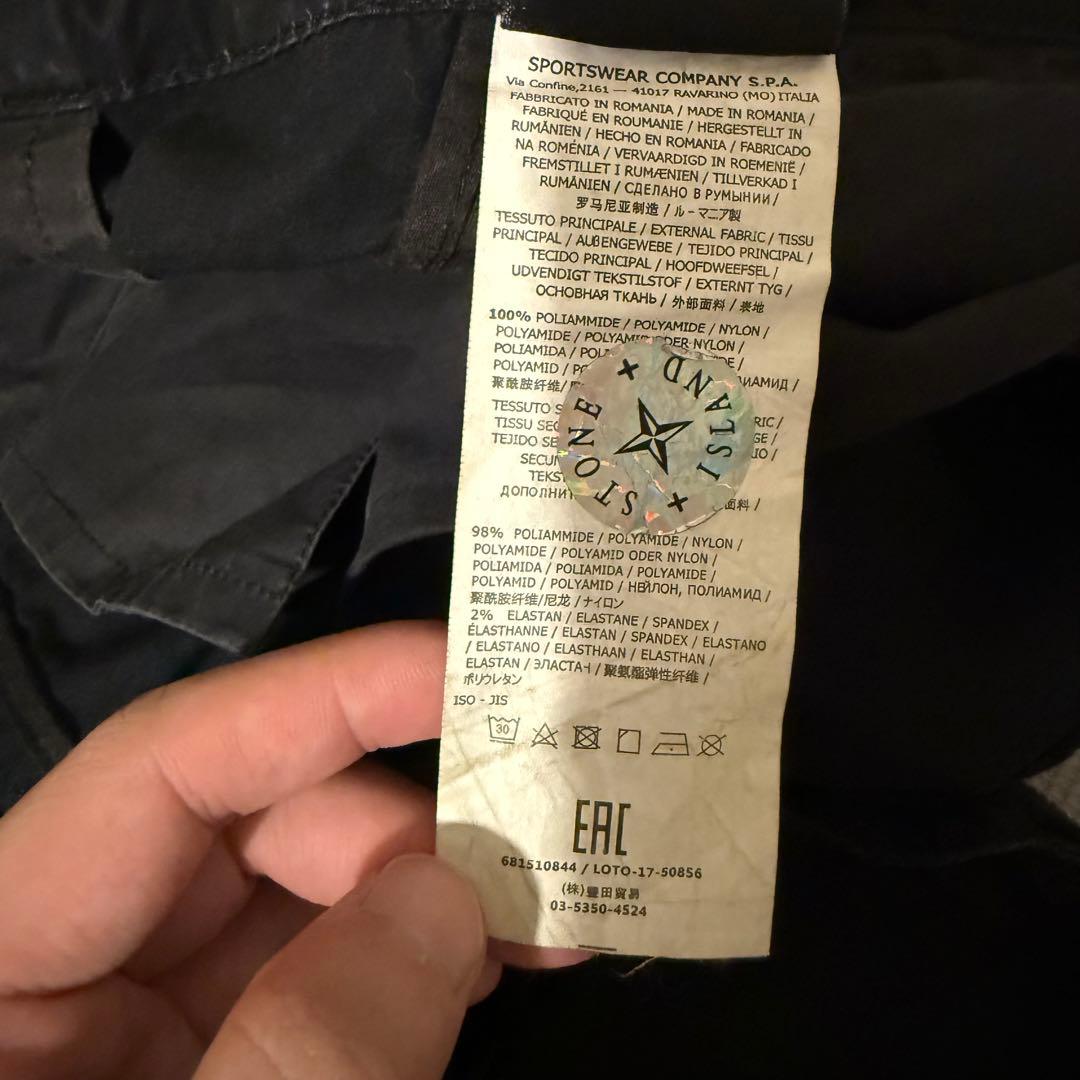 SPORTSWEAR COMPANY S.P.A.
Via Confine,2161 — 41017 RAVARINO (MO) ITALIA
FABBRICATO IN ROMANIA / MADE IN ROMANIA /
FABRIQUÉ EN ROUMANIE / HERGESTELLT IN
RUMÄNIEN / HECHO EN ROMANIA / FABRICADO
NA ROMÉNIA / VERVAARDIGD IN ROEMENIË /
FREMSTILLET I RUMÆNIEN / TILLVERKAD I
RUMÄNIEN / СДЕЛАНО В РУМЫНИИ /
罗马尼亚制造 / ルーマニア製
TESSUTO PRINCIPALE / EXTERNAL FABRIC / TISSU
PRINCIPAL / AUßENGEWEBE / TEJIDO PRINCIPAL /
TECIDO PRINCIPAL / HOOFDWEEFSEL /
UDVENDIGT TEKSTILSTOF / EXTERNT TYG /
ОСНОВНАЯ ТКАНЬ / 外部面料 / 表地
100% POLIAMMIDE / POLYAMIDE / NYLON /
POLYAMIDE / POLYAMID ODER NYLON /
POLIAMIDA /
POLYAMID /
聚酰胺纤维/
TESSUTO
TISSU
TEJIDO
STONE ISLAND
面料 /
98% POLIAMMIDE / POLYAMIDE / NYLON /
POLYAMIDE / POLYAMID ODER NYLON /
POLIAMIDA / POLIAMIDA / POLYAMIDE /
POLYAMID / POLYAMID / НЕЙЛОН, ПОЛИАМИД /
聚酰胺纤维/尼龙 /ナイロン
2% ELASTAN / ELASTANE / SPANDEX /
ÉLASTHANNE / ELASTAN / SPANDEX / ELASTANO
/ ELASTANO / ELASTHAAN / ELASTHAN /
ELASTAN / ЭЛАСТАН / 聚氨酯弹性纤维 /
ポリウレタン
ISO - JIS
30
EAC
681510844 / LOTO-17-50856
(株)豊田貿易
03-5350-4524